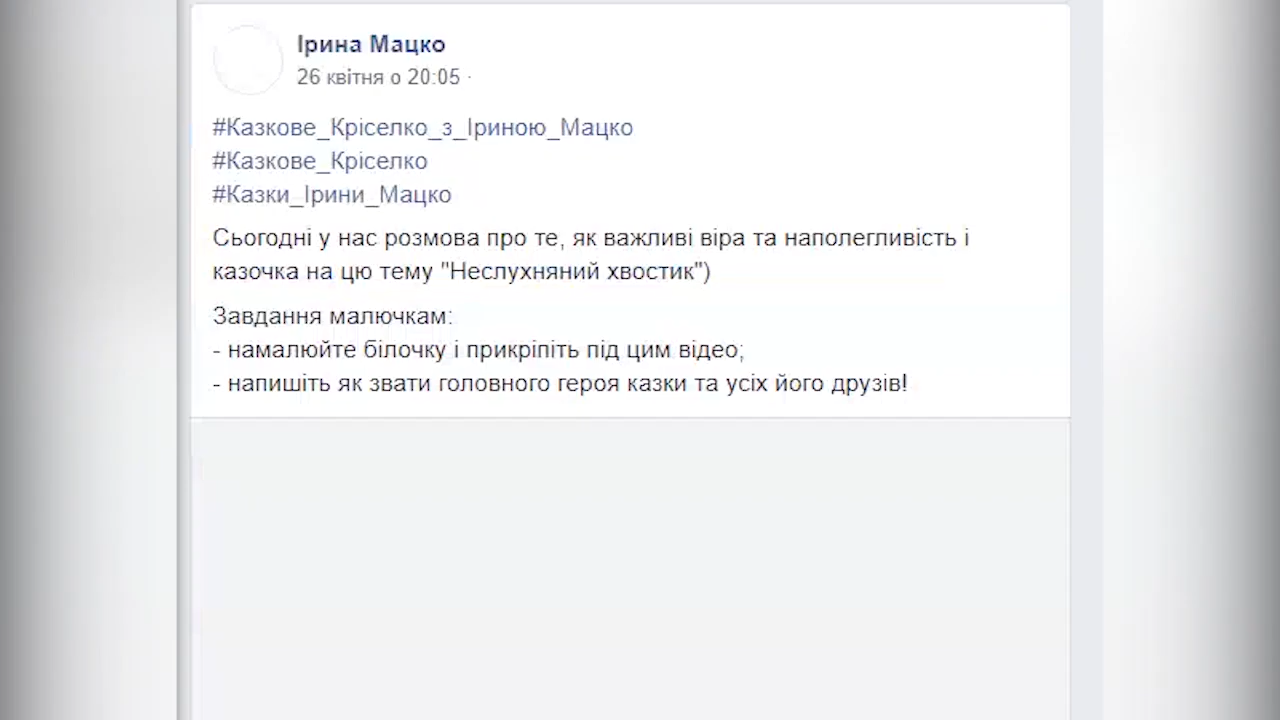 Ірина Мацко
26 квітня о 20:05 ·
#Казкове_Кріселко_з_Іриною_Мацко
#Казкове_Кріселко
#Казки_Ірини_Мацко
Сьогодні у нас розмова про те, як важливі віра та наполегливість і
казочка на цю тему "Неслухняний хвостик")
Завдання малючкам:
- намалюйте білочку і прикріпіть під цим відео;
- напишіть як звати головного героя казки та усіх його друзів!